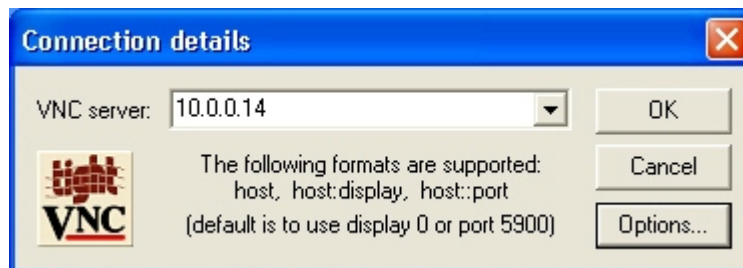 Connection details
VNC server:
10.0.0.14
OK
The following formats are supported:
host, host:display, host::port
(default is to use display 0 or port 5900)
Cancel
Options...
tight
VNC